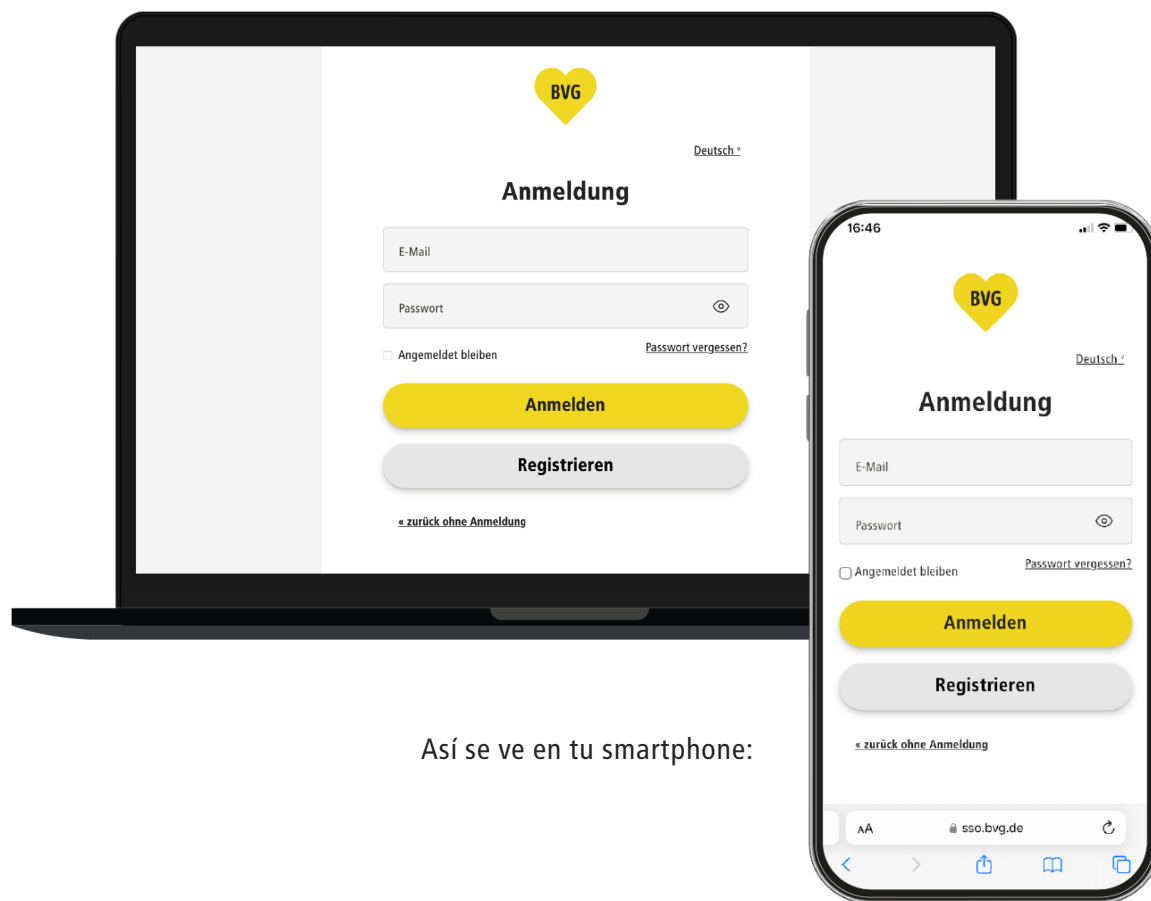 BVG
Deutsch ˅
Anmeldung
E-Mail
Passwort
Angemeldet bleiben
Passwort vergessen?
Anmelden
Registrieren
« zurück ohne Anmeldung
Así se ve en tu smartphone:
16:46
BVG
Deutsch ˅
Anmeldung
E-Mail
Passwort
Angemeldet bleiben
Passwort vergessen?
Anmelden
Registrieren
« zurück ohne Anmeldung
AA
sso.bvg.de